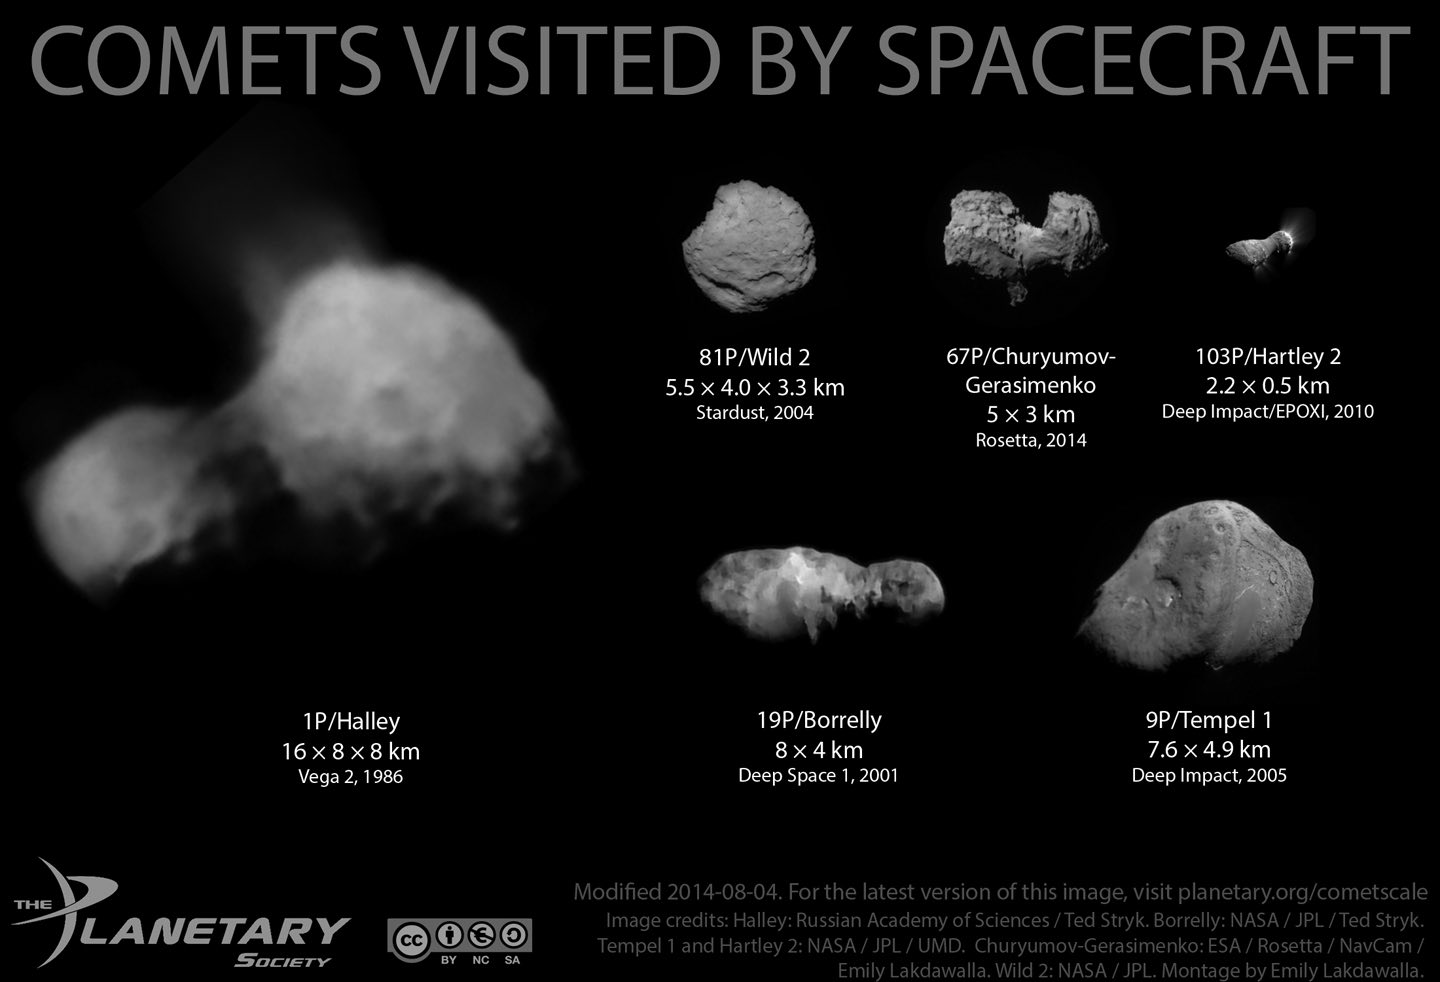 COMETS VISITED BY SPACECRAFT
81P/Wild 2
5.5 × 4.0 × 3.3 km
Stardust, 2004
67P/Churyumov-
Gerasimenko
5 × 3 km
Rosetta, 2014
103P/Hartley 2
2.2 × 0.5 km
Deep Impact/EPOXI, 2010
1P/Halley
16 × 8 × 8 km
Vega 2, 1986
19P/Borrelly
8 × 4 km
Deep Space 1, 2001
9P/Tempel 1
7.6 × 4.9 km
Deep Impact, 2005
THE PLANETARY
SOCIETY
cc
BY NC SA
Modified 2014-08-04. For the latest version of this image, visit planetary.org/cometscale
Image credits: Halley: Russian Academy of Sciences / Ted Stryk. Borrelly: NASA / JPL / Ted Stryk.
Tempel 1 and Hartley 2: NASA / JPL / UMD. Churyumov-Gerasimenko: ESA / Rosetta / NavCam /
Emily Lakdawalla. Wild 2: NASA / JPL. Montage by Emily Lakdawalla.